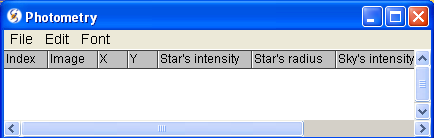 Photometry
File Edit Font
Index Image X Y Star's intensity Star's radius Sky's intensity